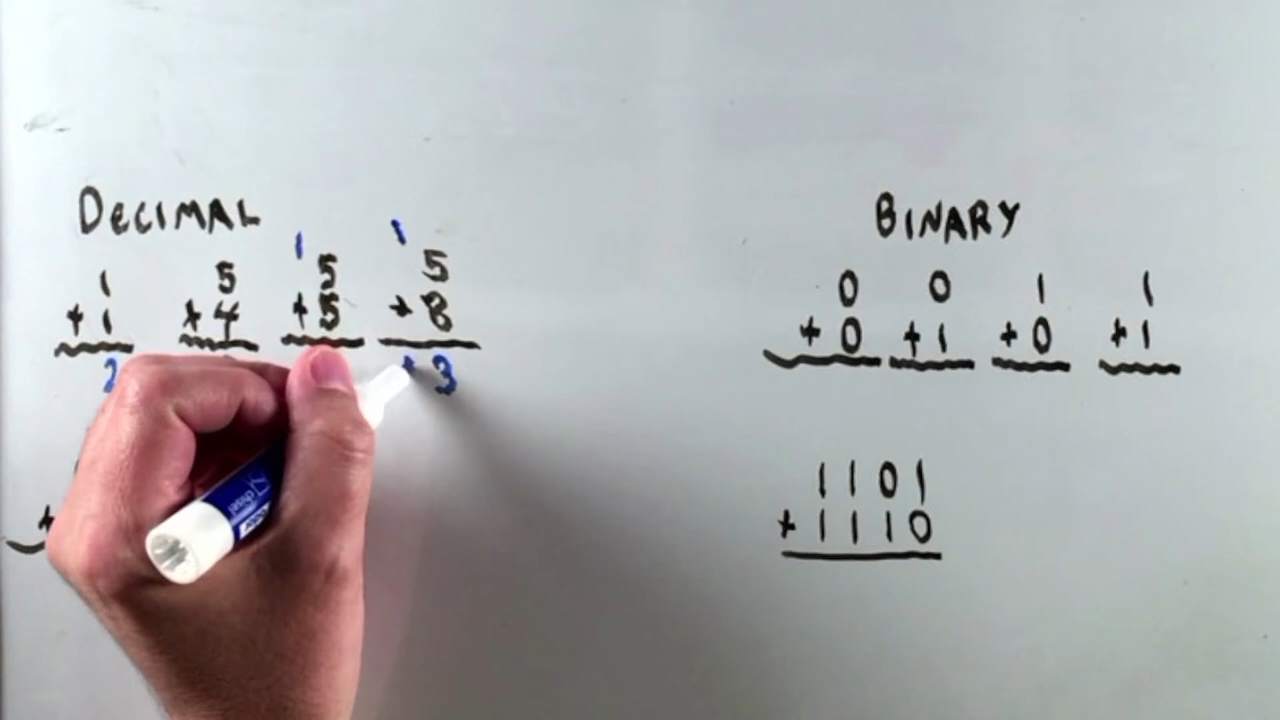 DECIMAL
1 1
1 5 5 5
+1 +4 +5 +8
2 3
BINARY
0 0 1 1
+0 +1 +0 +1
1101
+1110